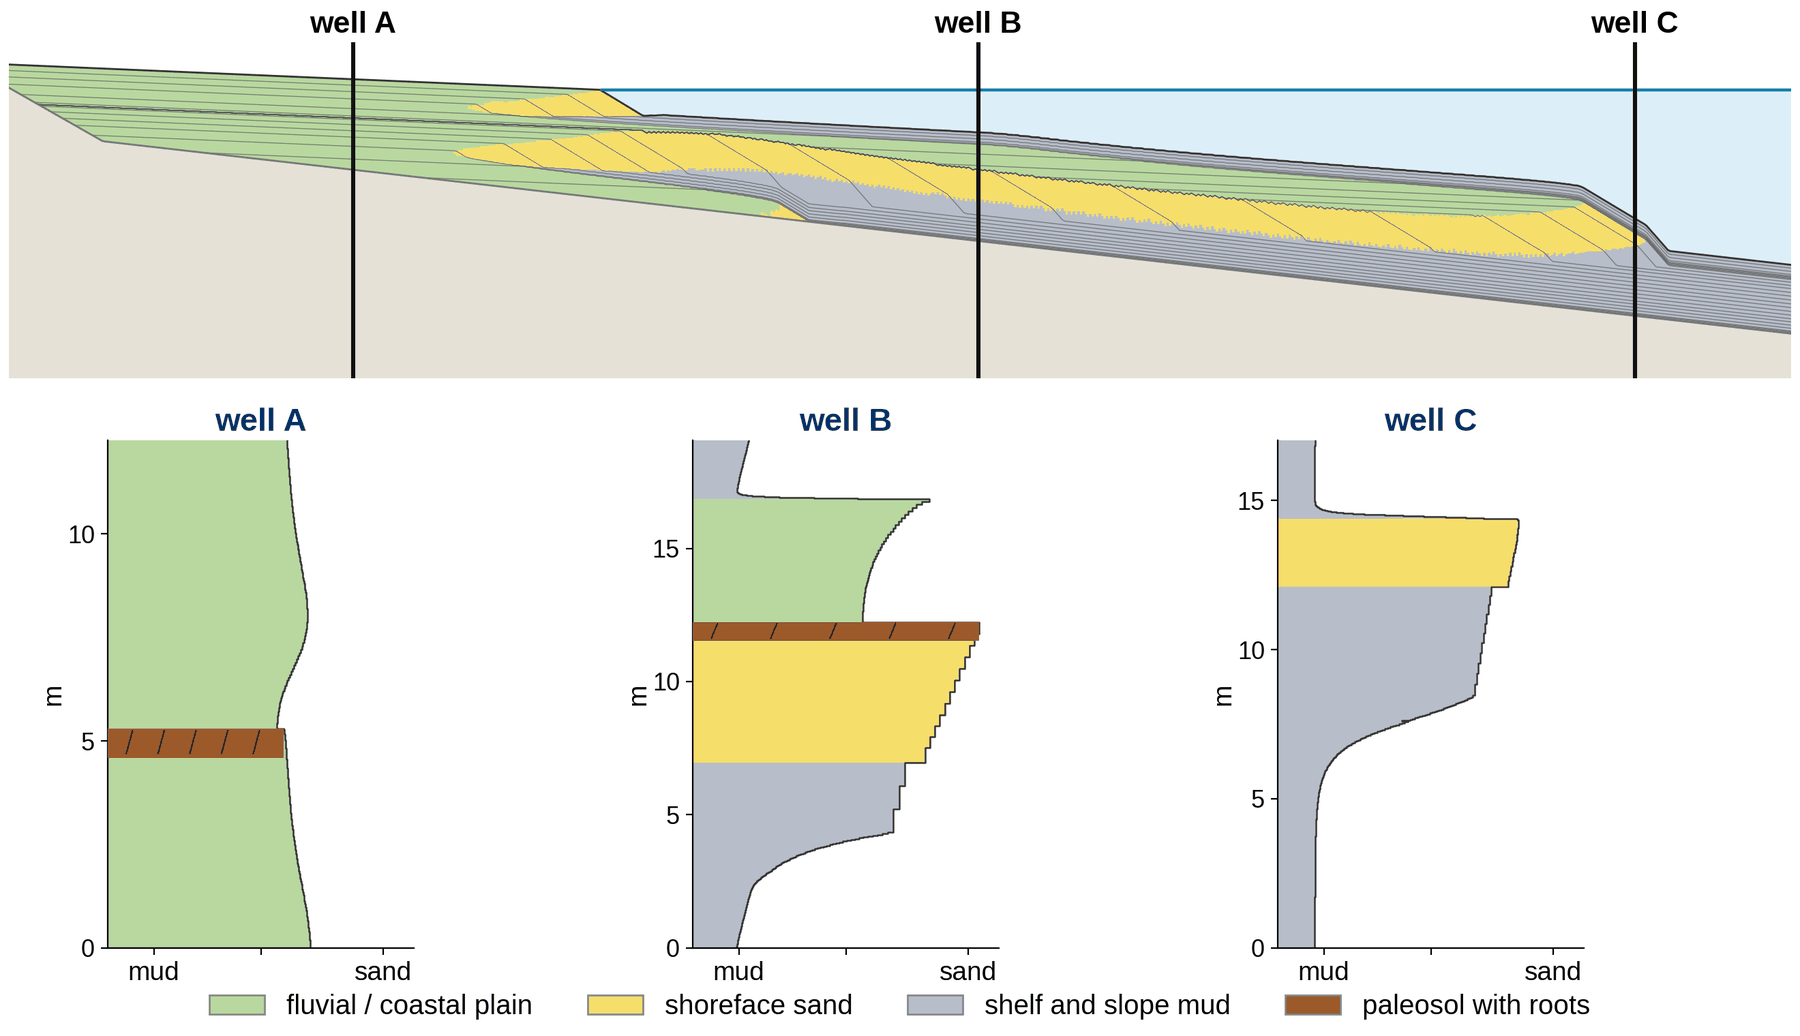 well A
well B
well C
well A
well B
well C
10
5
0
m
mud
sand
15
10
5
0
m
mud
sand
15
10
5
0
m
mud
sand
fluvial / coastal plain
shoreface sand
shelf and slope mud
paleosol with roots